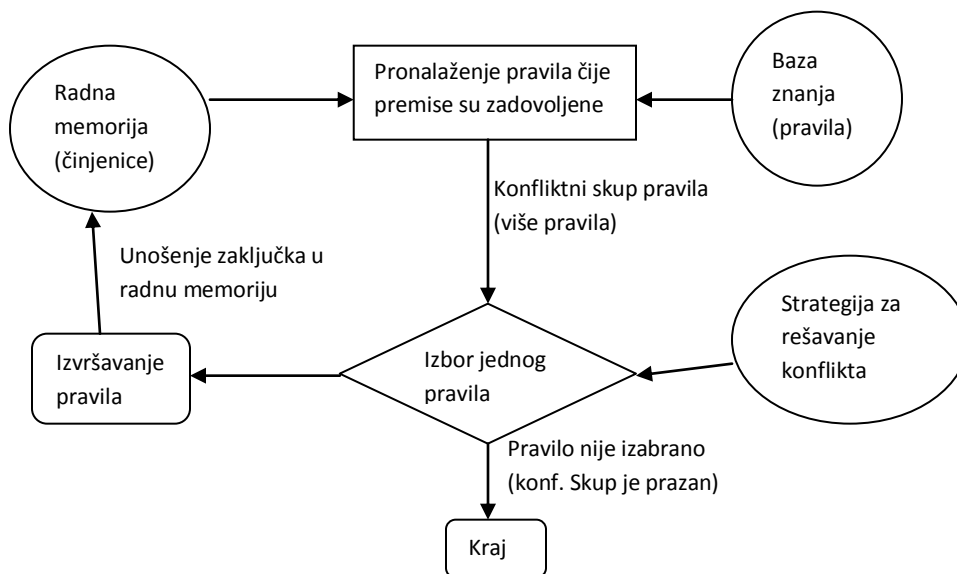 Radna
memorija
(činjenice)
Pronalaženje pravila čije
premise su zadovoljene
Baza
znanja
(pravila)
Konfliktni skup pravila
(više pravila)
Unošenje zaključka u
radnu memoriju
Strategija za
rešavanje
konflikta
Izbor jednog
pravila
Izvršavanje
pravila
Pravilo nije izabrano
(konf. Skup je prazan)
Kraj